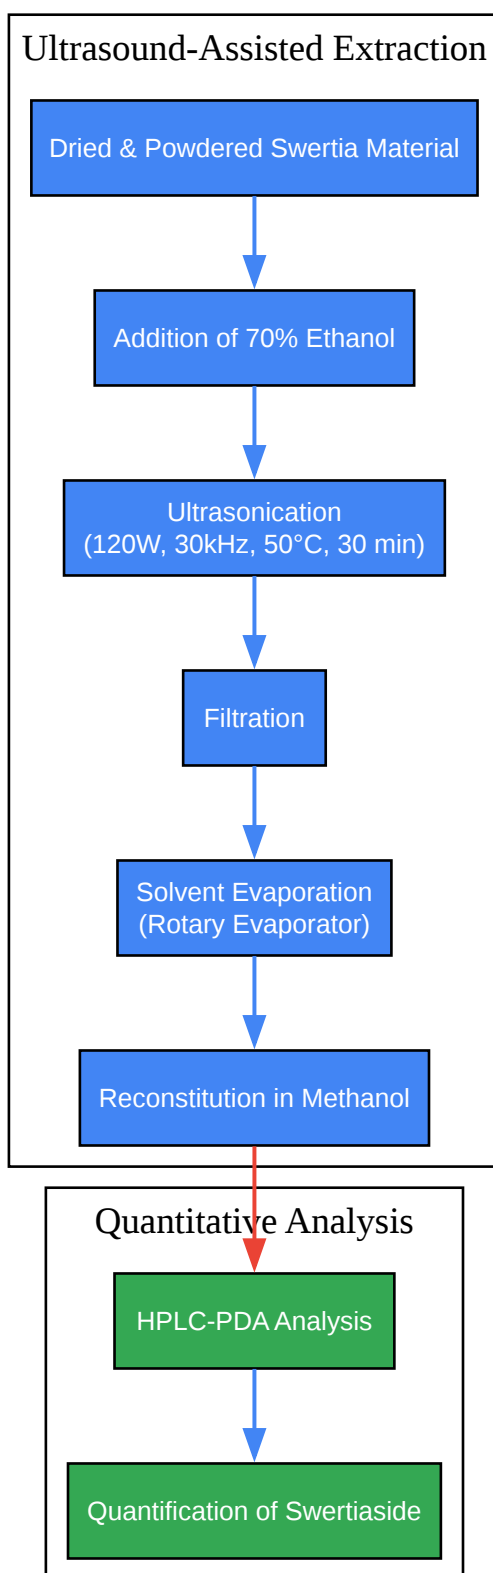 Ultrasound-Assisted Extraction
Dried & Powdered Swertia Material
Addition of 70% Ethanol
Ultrasonication
(120W, 30kHz, 50°C, 30 min)
Filtration
Solvent Evaporation
(Rotary Evaporator)
Reconstitution in Methanol
Quantitative Analysis
HPLC-PDA Analysis
Quantification of Swertiaside